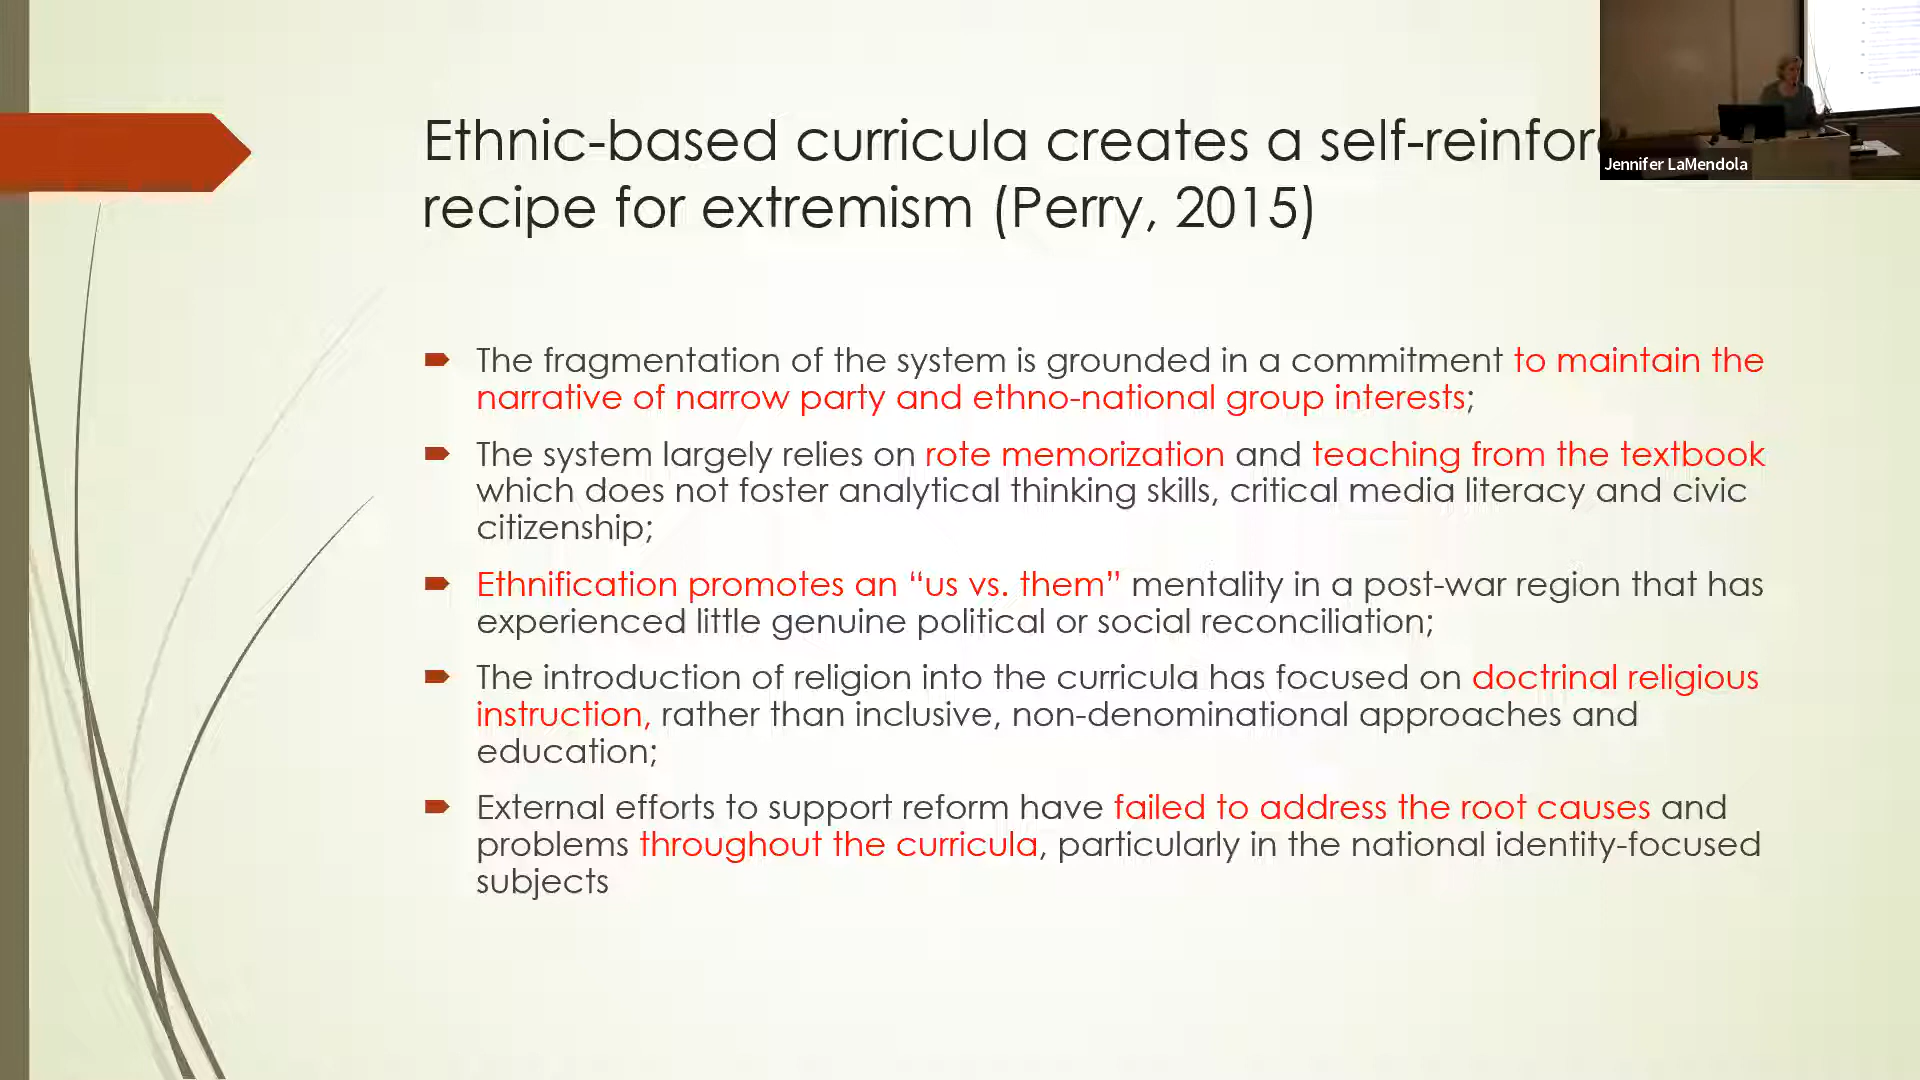 Ethnic-based curricula creates a
recipe for extremism (Perry, 2015)
Jennifer LaMendola
The fragmentation of the system is grounded in a commitment to maintain the
narrative of narrow party and ethno-national group interests;
The system largely relies on rote memorization and teaching from the textbook
which does not foster analytical thinking skills, critical media literacy and civic
citizenship;
Ethnification promotes an “us vs. them” mentality in a post-war region that has
experienced little genuine political or social reconciliation;
The introduction of religion into the curricula has focused on doctrinal religious
instruction, rather than inclusive, non-denominational approaches and
education;
External efforts to support reform have failed to address the root causes and
problems throughout the curricula, particularly in the national identity-focused
subjects